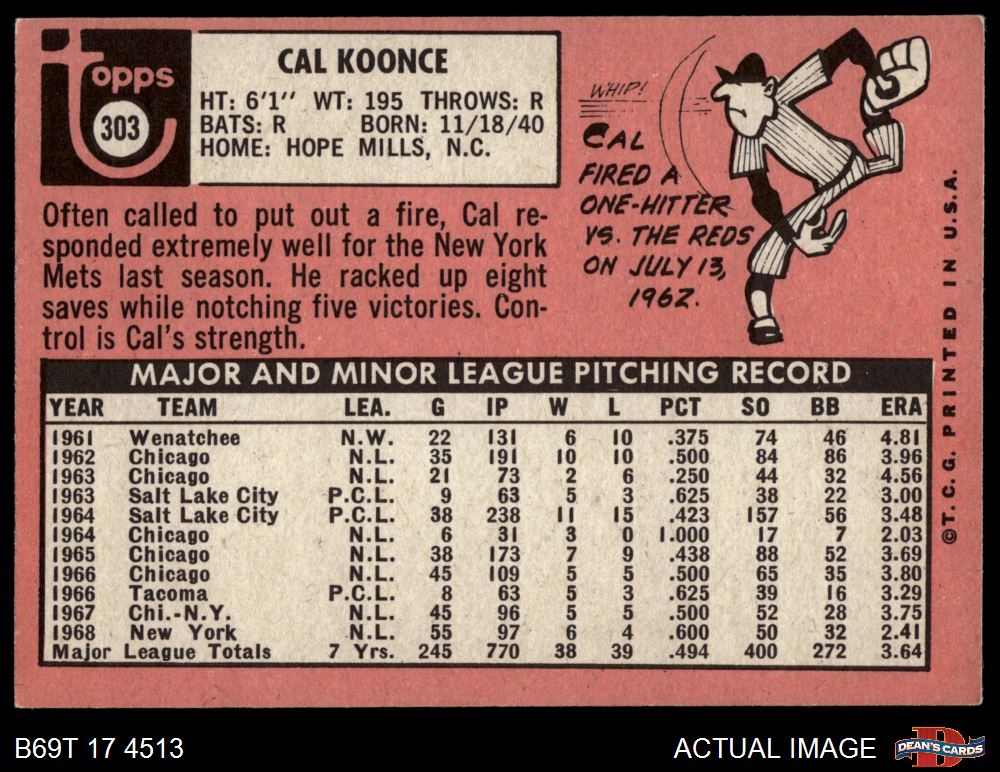 topps
303
CAL KOONCE
HT: 6'1" WT: 195 THROWS: R
BATS: R BORN: 11/18/40
HOME: HOPE MILLS, N.C.
WHIP!
CAL
FIRED A
ONE-HITTER
VS. THE REDS
ON JULY 13,
1962.
Often called to put out a fire, Cal re-
sponded extremely well for the New York
Mets last season. He racked up eight
saves while notching five victories. Con-
trol is Cal's strength.
MAJOR AND MINOR LEAGUE PITCHING RECORD
YEAR TEAM LEA. G IP W L PCT SO BB ERA
1961 Wenatchee N.W. 22 131 6 10 .375 74 46 4.81
1962 Chicago N.L. 35 191 10 10 .500 84 86 3.96
1963 Chicago N.L. 21 73 2 6 .250 44 32 4.56
1963 Salt Lake City P.C.L. 9 63 5 3 .625 38 22 3.00
1964 Salt Lake City P.C.L. 38 238 11 15 .423 157 56 3.48
1964 Chicago N.L. 6 31 3 0 1.000 17 7 2.03
1965 Chicago N.L. 38 173 7 9 .438 88 52 3.69
1966 Chicago N.L. 45 109 5 5 .500 65 35 3.80
1966 Tacoma P.C.L. 8 63 5 3 .625 39 16 3.29
1967 Chi.-N.Y. N.L. 45 96 5 5 .500 52 28 3.75
1968 New York N.L. 55 97 6 4 .600 50 32 2.41
Major League Totals 7 Yrs. 245 770 38 39 .494 400 272 3.64
©T.C.G. PRINTED IN U.S.A.
B69T 17 4513
ACTUAL IMAGE
D
DEAN'S CARDS